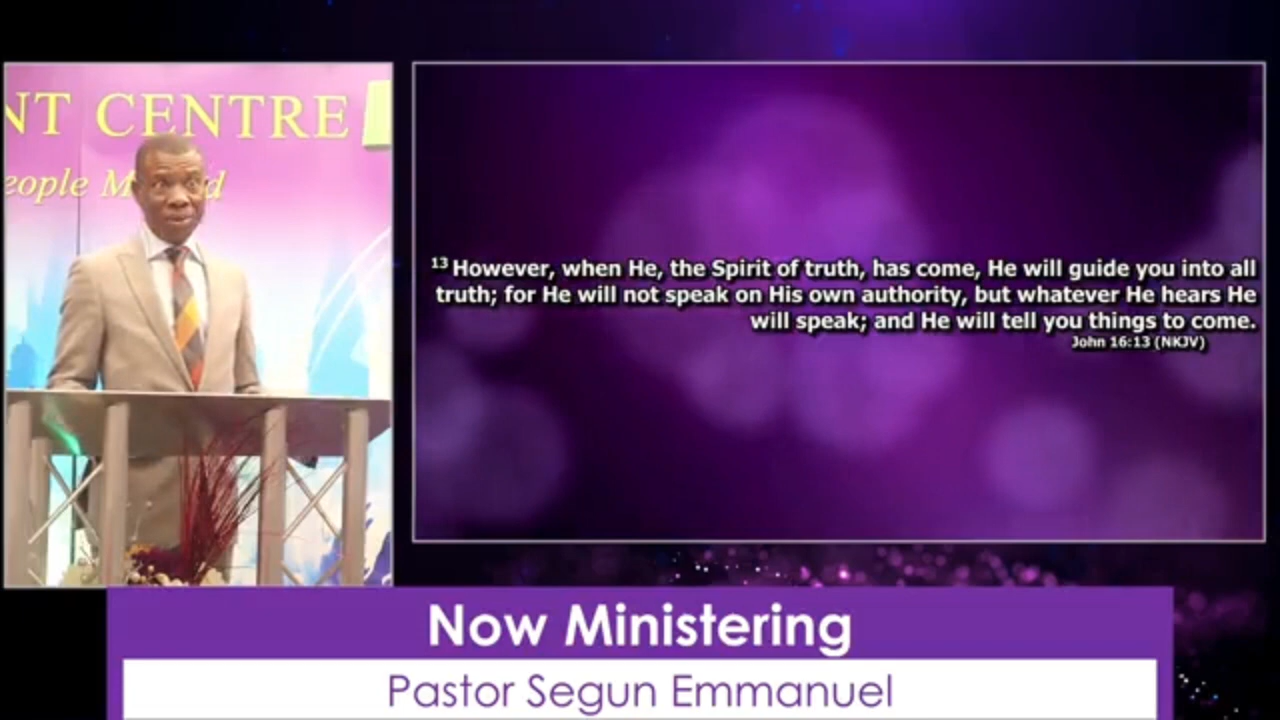 NT CENTRE
eople M d
13 However, when He, the Spirit of truth, has come, He will guide you into all
truth; for He will not speak on His own authority, but whatever He hears He
will speak; and He will tell you things to come.
John 16:13 (NKJV)
Now Ministering
Pastor Segun Emmanuel